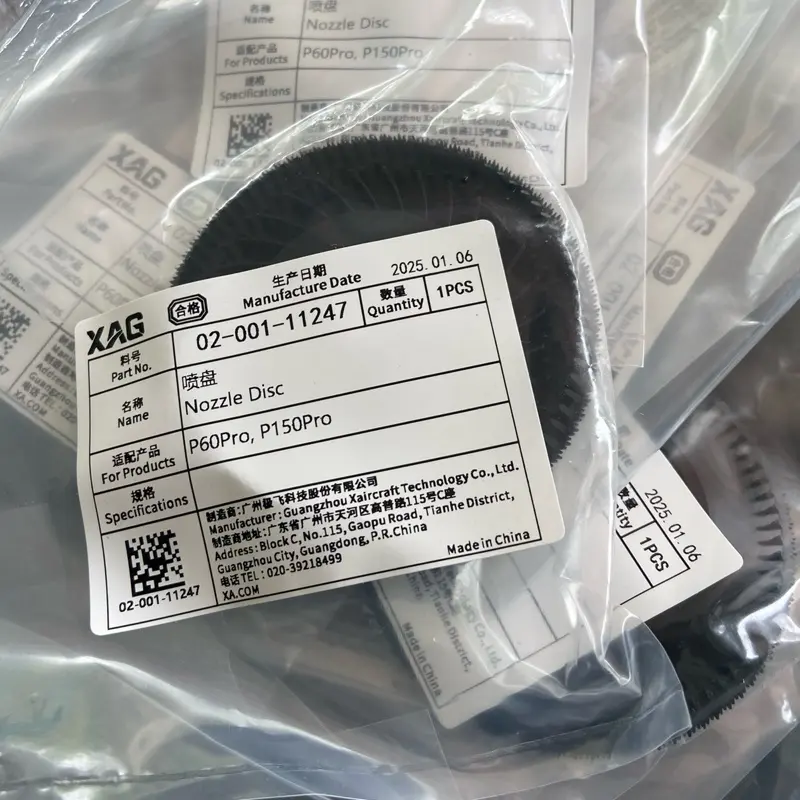 名称
Name
喷盘
Nozzle Disc
适配产品
For Products
P60Pro, P150Pro
规格
Specifications
XAG
XAG
生产日期
Manufacture Date
2025.01.06
XAG
合格
料号
Part No.
02-001-11247
数量
Quantity
1PCS
名称
Name
喷盘
Nozzle Disc
适配产品
For Products
P60Pro, P150Pro
规格
Specifications
制造商:广州极飞科技股份有限公司
Manufacturer: Guangzhou Xaircraft Technology Co., Ltd.
制造商地址:广东省广州市天河区高普路115号C座
Address: Block C, No.115, Gaopu Road, Tianhe District,
Guangzhou City, Guangdong, P.R.China
电话TEL: 020-39218499
XA.COM
Made in China
02-001-11247
2025.01.06
1PCS
Made in China